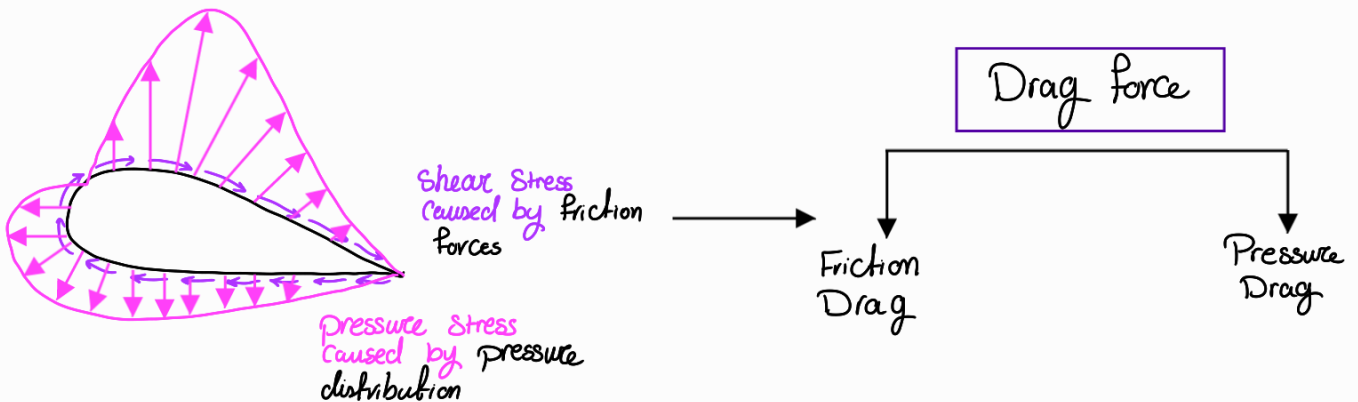 Drag Force
Shear Stress
Caused by Friction
Forces
Friction
Drag
Pressure
Drag
Pressure Stress
Caused by pressure
distribution